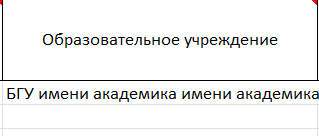 Образовательное учреждение
БГУ имени академика имени академика